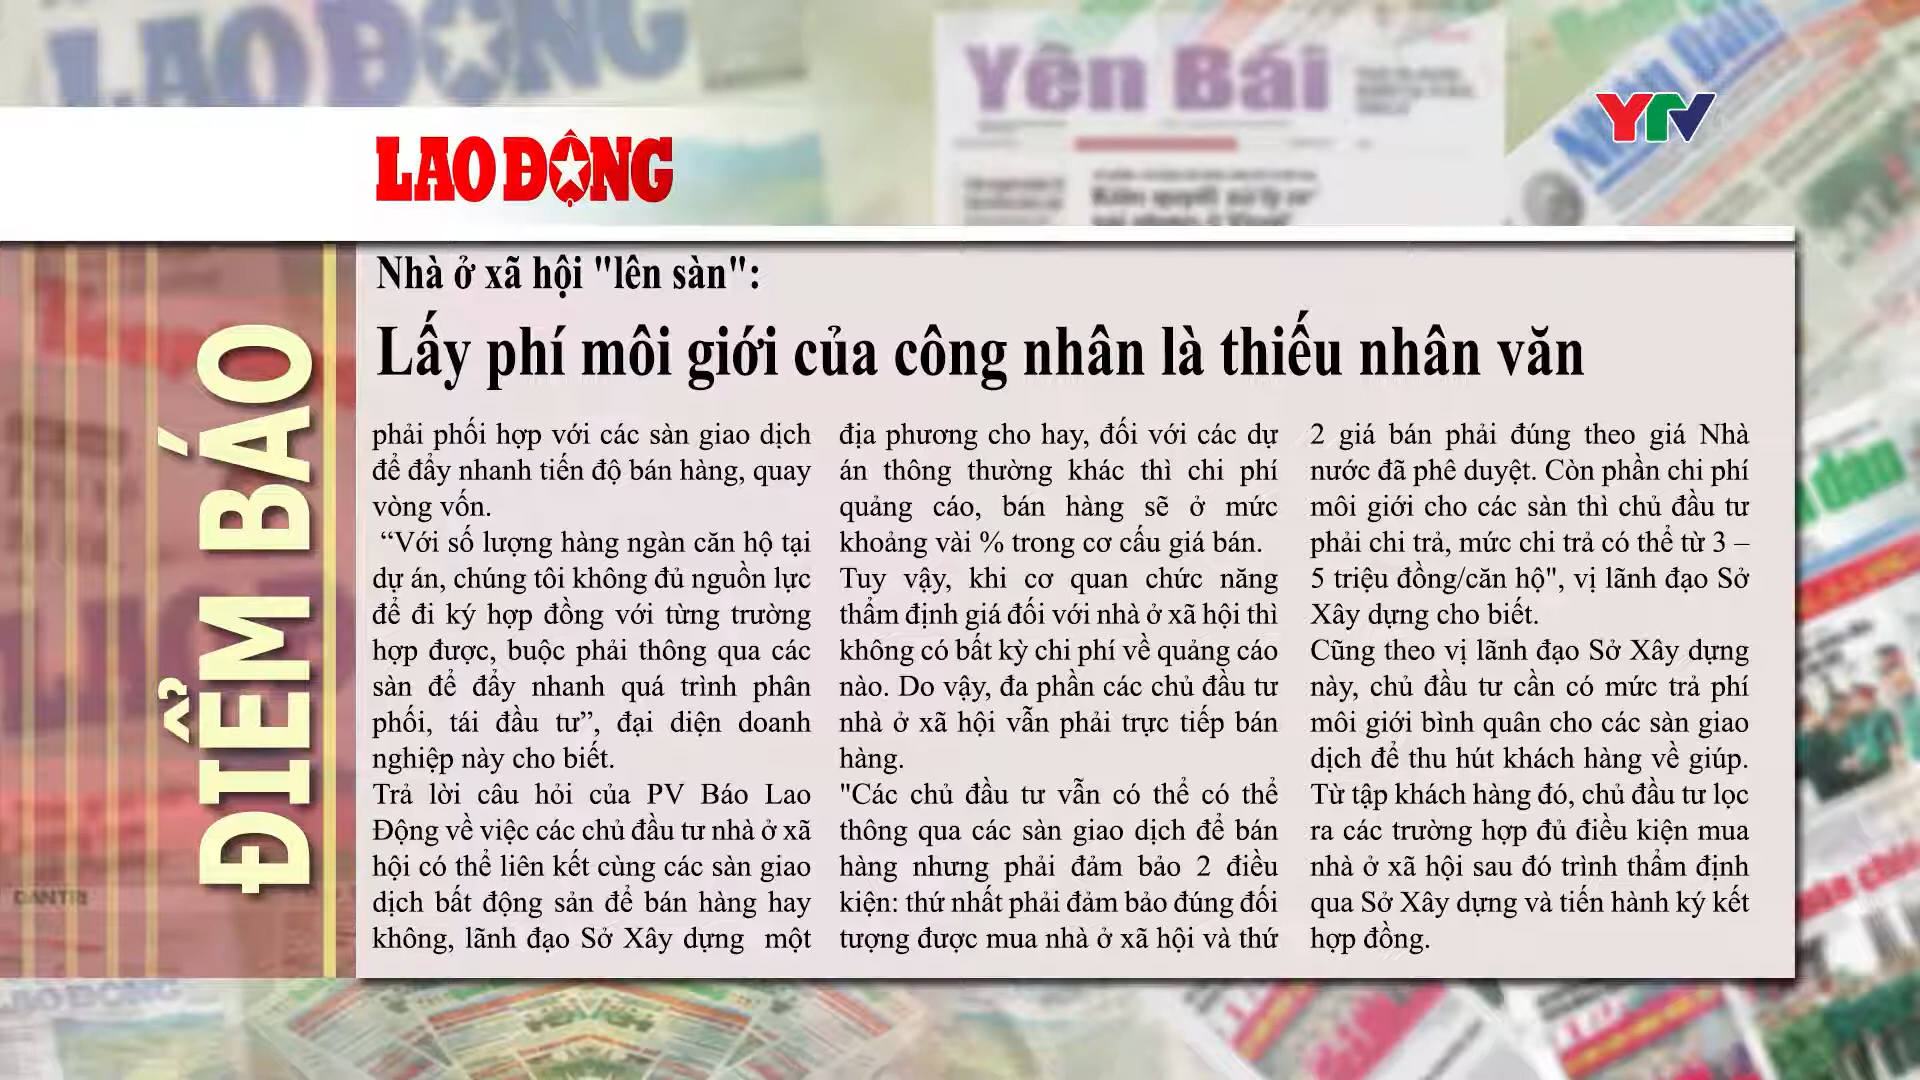 LAO ĐỘNG
Yên Bái
Nhân Dân
YTV
LAO ĐỘNG
ĐIỂM BÁO
Nhà ở xã hội "lên sàn":
Lấy phí môi giới của công nhân là thiếu nhân văn
phải phối hợp với các sàn giao dịch
để đẩy nhanh tiến độ bán hàng, quay
vòng vốn.
“Với số lượng hàng ngàn căn hộ tại
dự án, chúng tôi không đủ nguồn lực
để đi ký hợp đồng với từng trường
hợp được, buộc phải thông qua các
sàn để đẩy nhanh quá trình phân
phối, tái đầu tư”, đại diện doanh
nghiệp này cho biết.
Trả lời câu hỏi của PV Báo Lao
Động về việc các chủ đầu tư nhà ở xã
hội có thể liên kết cùng các sàn giao
dịch bất động sản để bán hàng hay
không, lãnh đạo Sở Xây dựng một
địa phương cho hay, đối với các dự
án thông thường khác thì chi phí
quảng cáo, bán hàng sẽ ở mức
khoảng vài % trong cơ cấu giá bán.
Tuy vậy, khi cơ quan chức năng
thẩm định giá đối với nhà ở xã hội thì
không có bất kỳ chi phí về quảng cáo
nào. Do vậy, đa phần các chủ đầu tư
nhà ở xã hội vẫn phải trực tiếp bán
hàng.
"Các chủ đầu tư vẫn có thể có thể
thông qua các sàn giao dịch để bán
hàng nhưng phải đảm bảo 2 điều
kiện: thứ nhất phải đảm bảo đúng đối
tượng được mua nhà ở xã hội và thứ
2 giá bán phải đúng theo giá Nhà
nước đã phê duyệt. Còn phần chi phí
môi giới cho các sàn thì chủ đầu tư
phải chi trả, mức chi trả có thể từ 3 –
5 triệu đồng/căn hộ", vị lãnh đạo Sở
Xây dựng cho biết.
Cũng theo vị lãnh đạo Sở Xây dựng
này, chủ đầu tư cần có mức trả phí
môi giới bình quân cho các sàn giao
dịch để thu hút khách hàng về giúp.
Từ tập khách hàng đó, chủ đầu tư lọc
ra các trường hợp đủ điều kiện mua
nhà ở xã hội sau đó trình thẩm định
qua Sở Xây dựng và tiến hành ký kết
hợp đồng.
DANTRI
LAO ĐỘNG